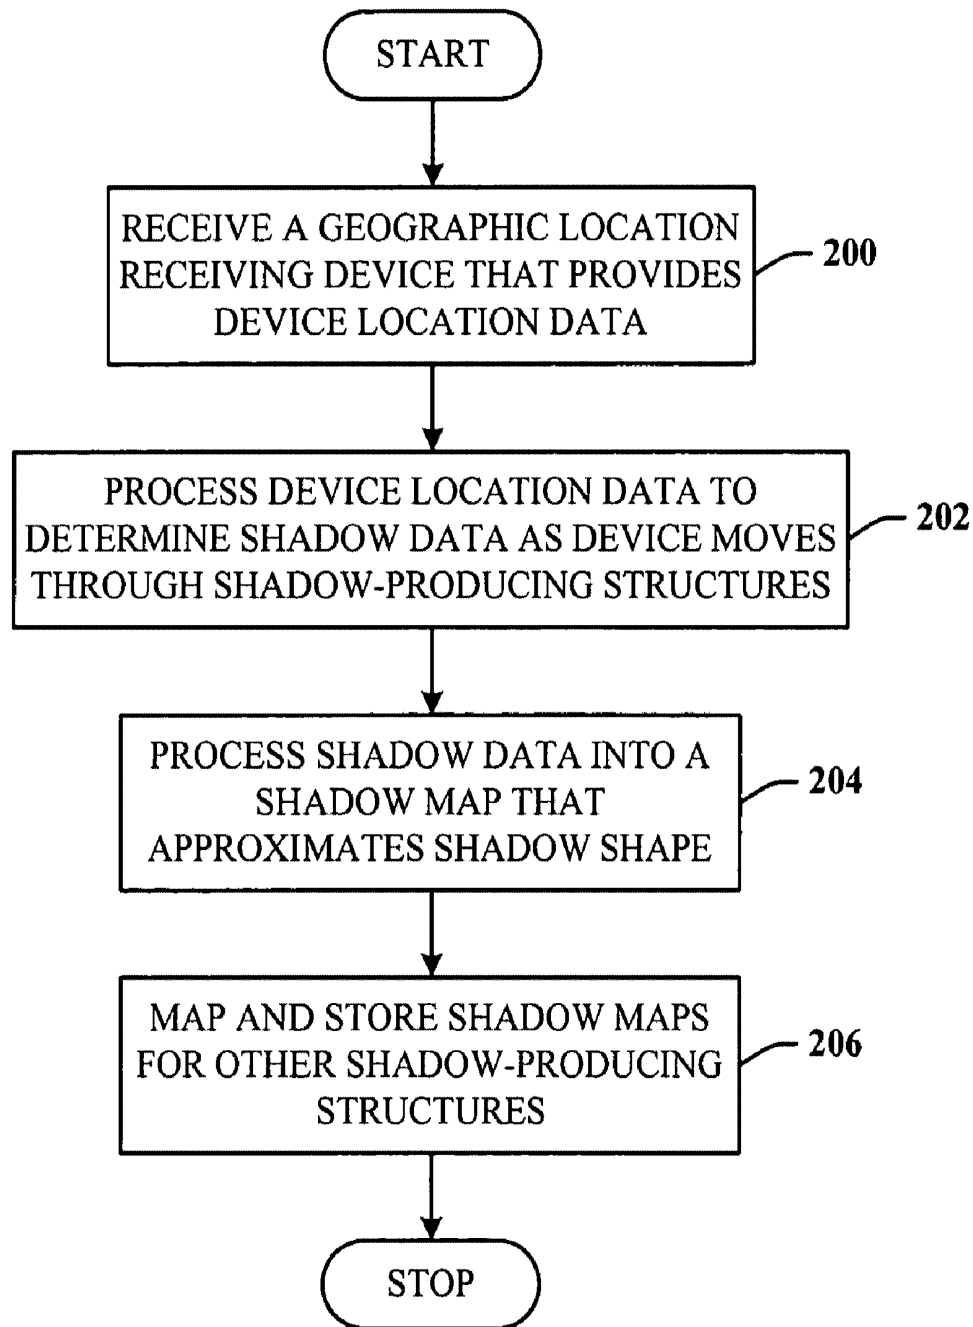 START
RECEIVE A GEOGRAPHIC LOCATION
RECEIVING DEVICE THAT PROVIDES
DEVICE LOCATION DATA
200
PROCESS DEVICE LOCATION DATA TO
DETERMINE SHADOW DATA AS DEVICE MOVES
THROUGH SHADOW-PRODUCING STRUCTURES
202
PROCESS SHADOW DATA INTO A
SHADOW MAP THAT
APPROXIMATES SHADOW SHAPE
204
MAP AND STORE SHADOW MAPS
FOR OTHER SHADOW-PRODUCING
STRUCTURES
206
STOP